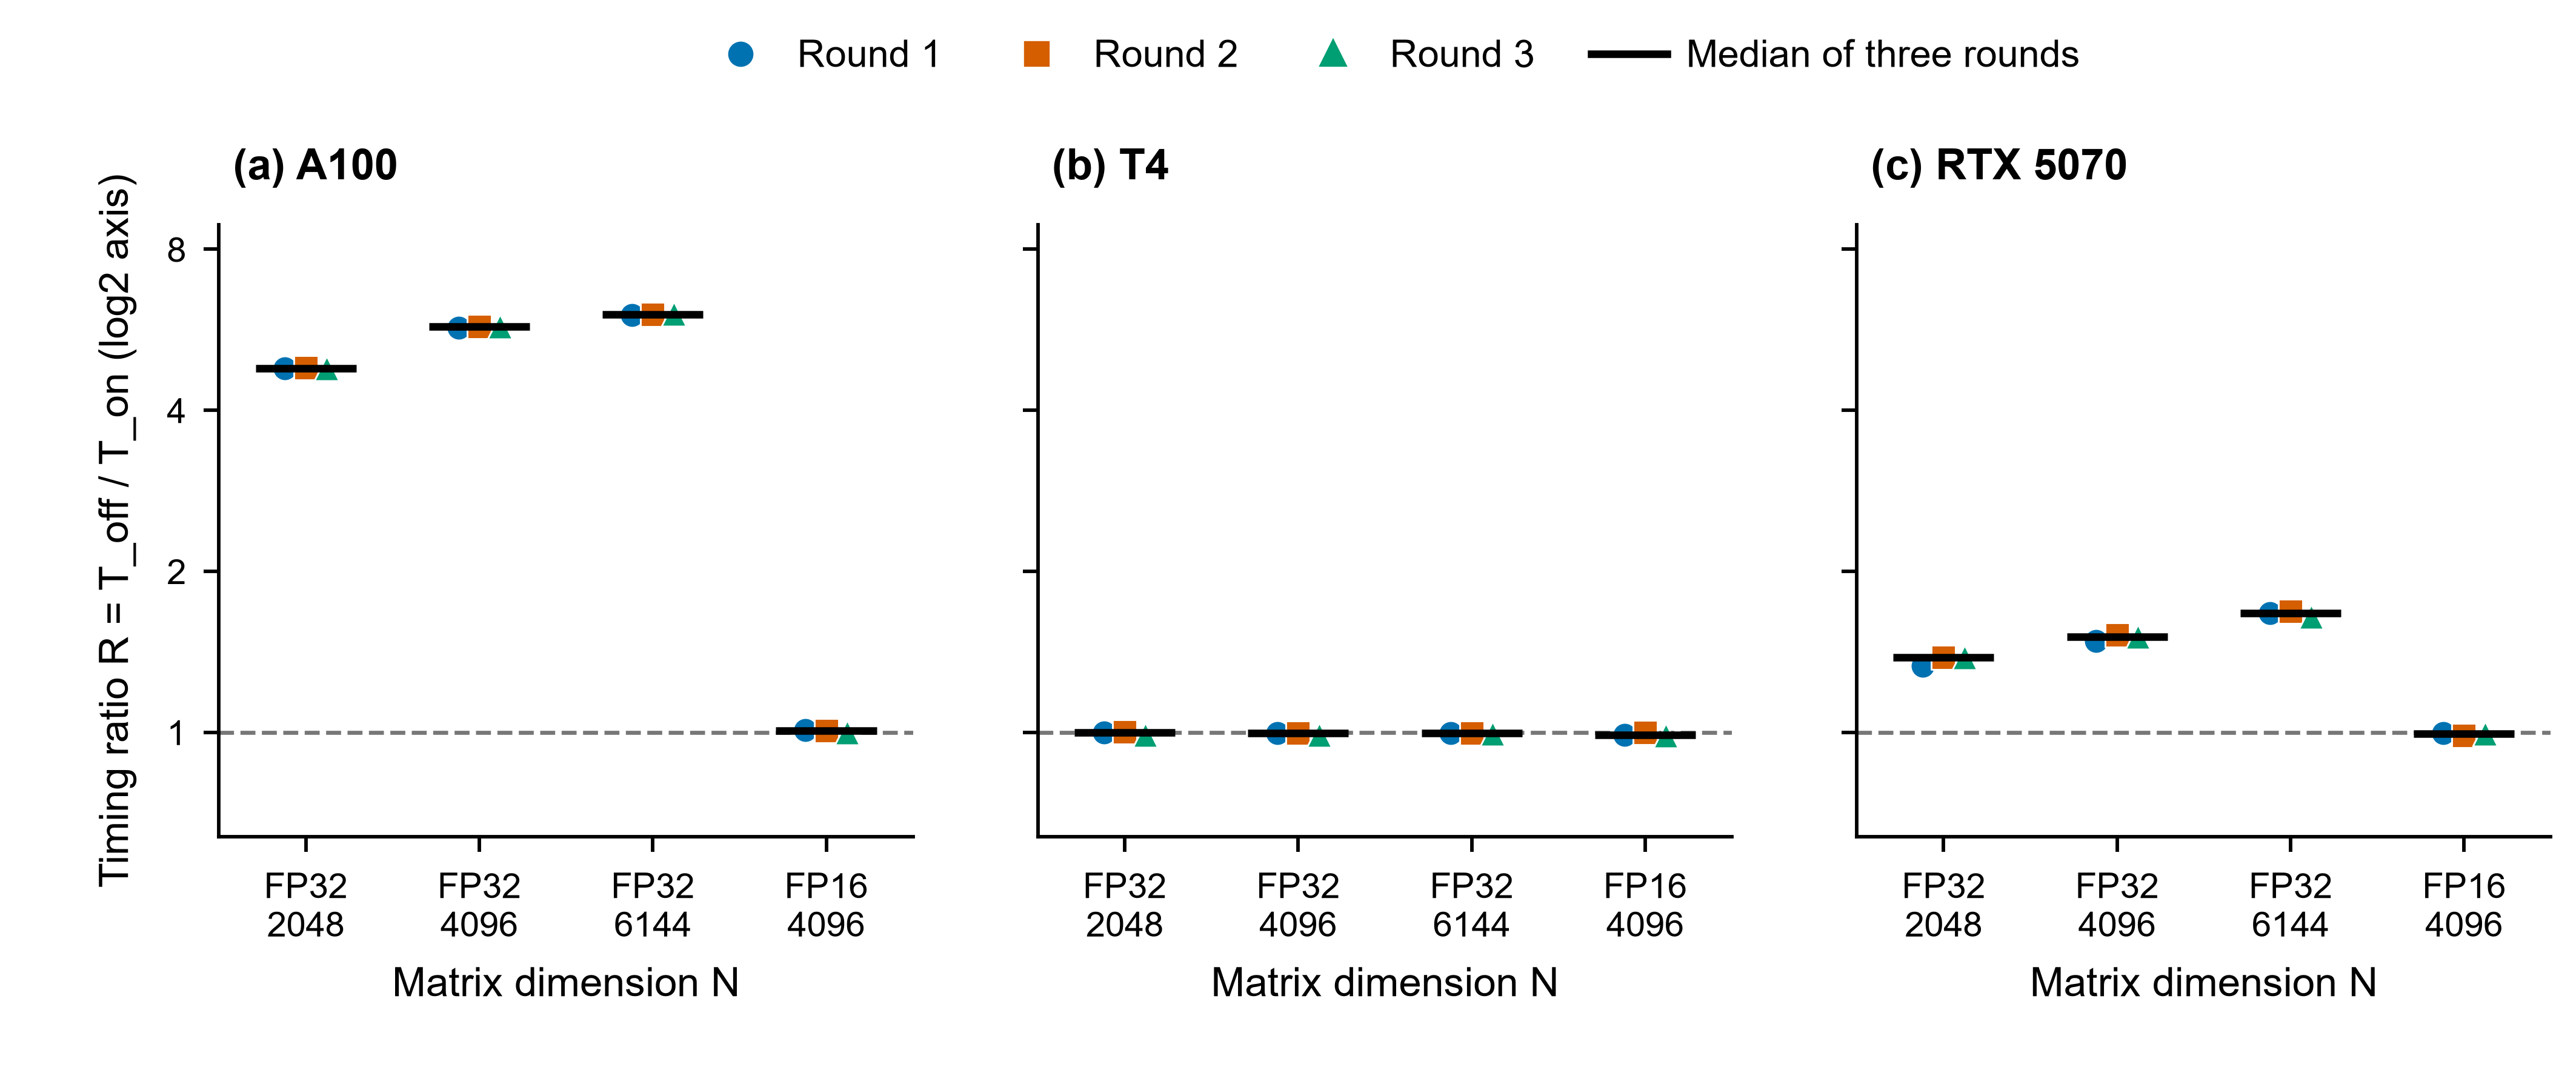 Round 1 Round 2 Round 3 Median of three rounds
(a) A100
(b) T4
(c) RTX 5070
Timing ratio R = T_off / T_on (log2 axis)
8
4
2
1
FP32 FP32 FP32 FP16
2048 4096 6144 4096
Matrix dimension N
FP32 FP32 FP32 FP16
2048 4096 6144 4096
Matrix dimension N
FP32 FP32 FP32 FP16
2048 4096 6144 4096
Matrix dimension N